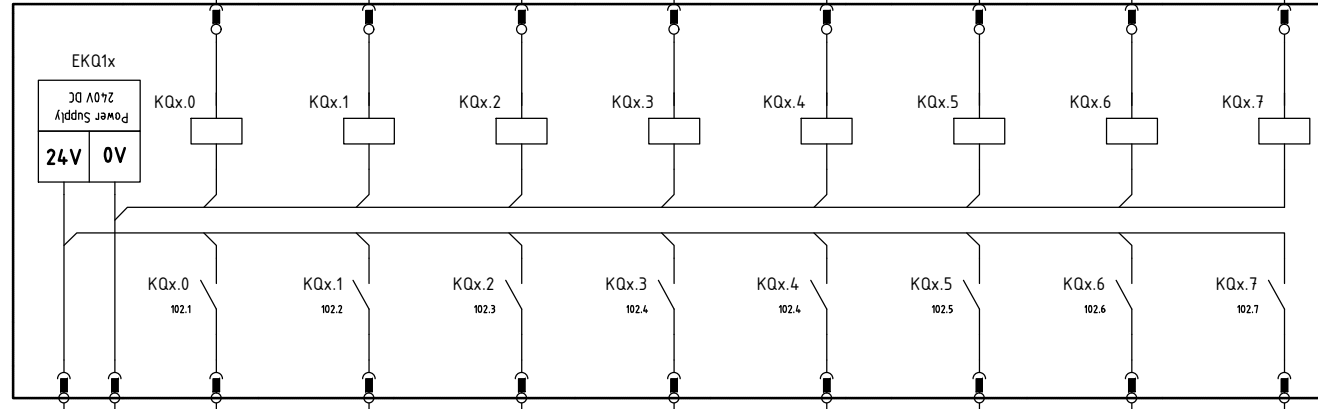 EKQ1x
Power Supply
240V DC
24V 0V
KQx.0 KQx.1 KQx.2 KQx.3 KQx.4 KQx.5 KQx.6 KQx.7
KQx.0 KQx.1 KQx.2 KQx.3 KQx.4 KQx.5 KQx.6 KQx.7
102.1 102.2 102.3 102.4 102.4 102.5 102.6 102.7